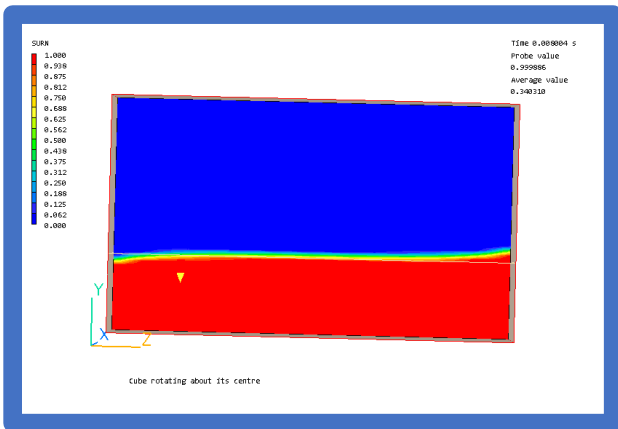 SURN
1.000
0.938
0.875
0.812
0.750
0.688
0.625
0.562
0.500
0.438
0.375
0.312
0.250
0.188
0.125
0.062
0.000
Time 0.008004 s
Probe value
0.999886
Average value
0.340310
Y
X
Z
Cube rotating about its centre